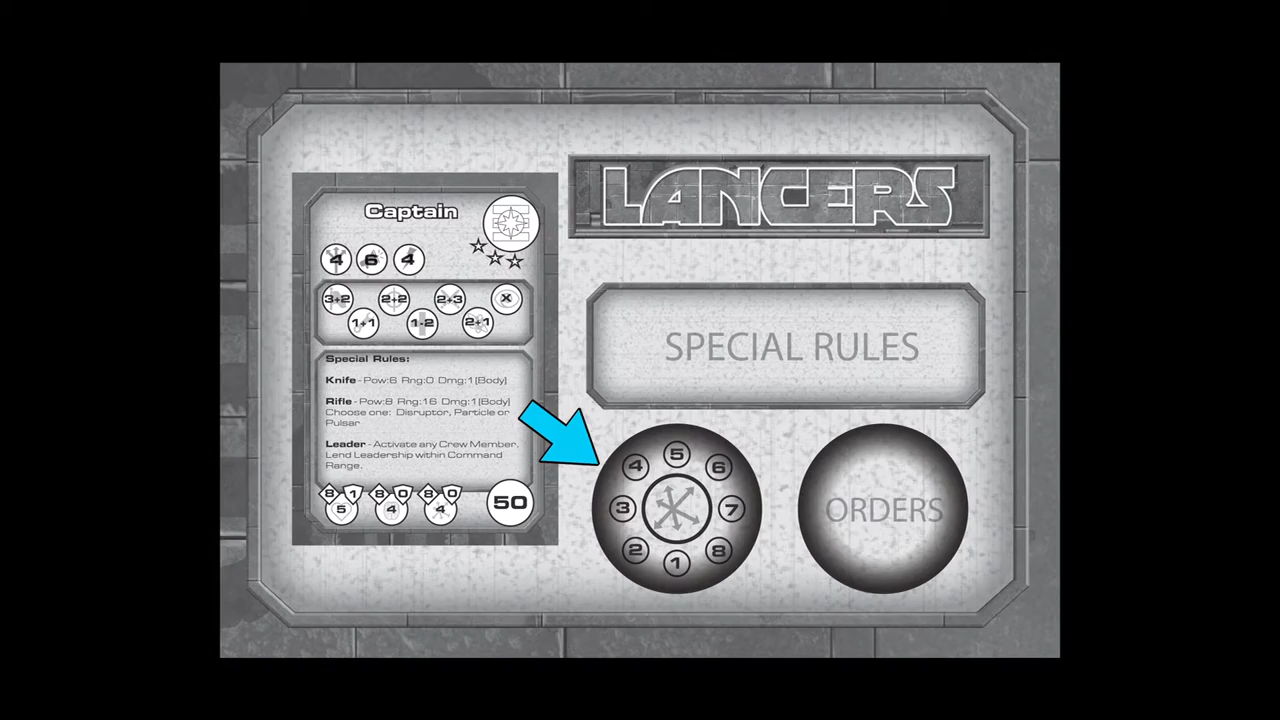 LANCERS
Captain
4 6 4
3+2 2+2 2+3 X
1+1 1-2 2+1
Special Rules:
Knife - Pow:6 Rng:0 Dmg:1(Body)
Rifle - Pow:8 Rng:16 Dmg:1(Body)
Choose one: Disruptor, Particle or
Pulsar
Leader - Activate any Crew Member.
Lend Leadership within Command
Range.
8 1 8 0 8 0
5 4 4
50
SPECIAL RULES
5
4 6
3 7
2 8
1
ORDERS